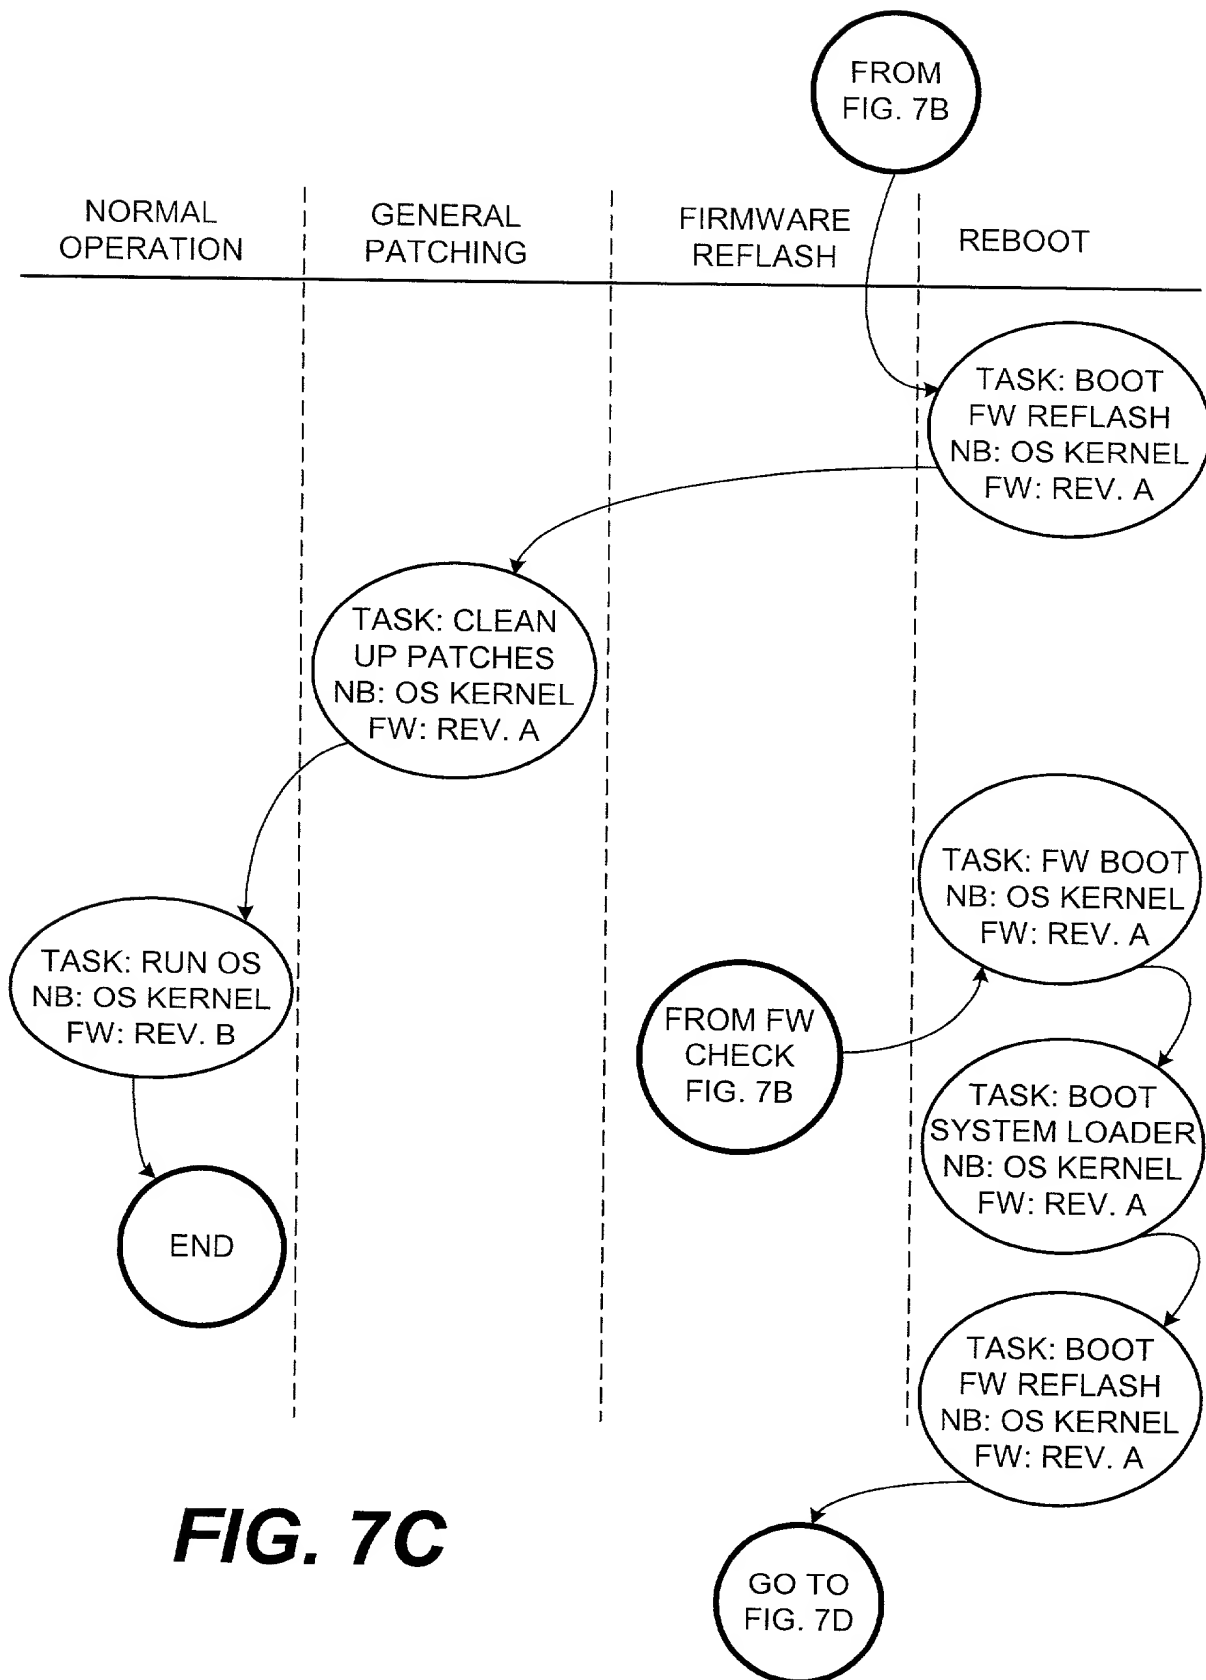 FROM
FIG. 7B
NORMAL
OPERATION
GENERAL
PATCHING
FIRMWARE
REFLASH
REBOOT
TASK: BOOT
FW REFLASH
NB: OS KERNEL
FW: REV. A
TASK: CLEAN
UP PATCHES
NB: OS KERNEL
FW: REV. A
TASK: RUN OS
NB: OS KERNEL
FW: REV. B
END
FROM FW
CHECK
FIG. 7B
TASK: FW BOOT
NB: OS KERNEL
FW: REV. A
TASK: BOOT
SYSTEM LOADER
NB: OS KERNEL
FW: REV. A
TASK: BOOT
FW REFLASH
NB: OS KERNEL
FW: REV. A
GO TO
FIG. 7D
FIG. 7C